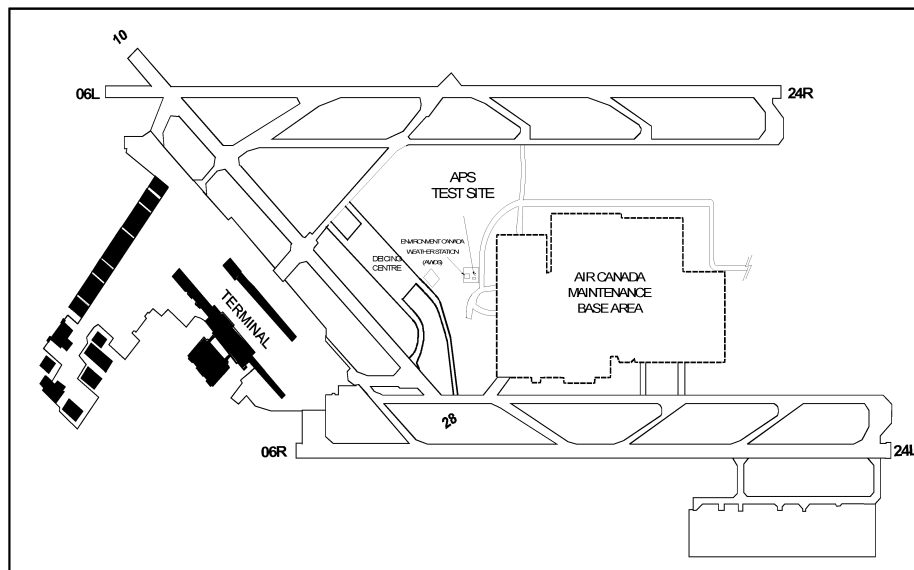 10
06L
24R
APS
TEST SITE
ENVIRONMENT CANADA
WEATHER STATION
(AWOS)
DEICING
CENTRE
AIR CANADA
MAINTENANCE
BASE AREA
TERMINAL
28
06R
24L